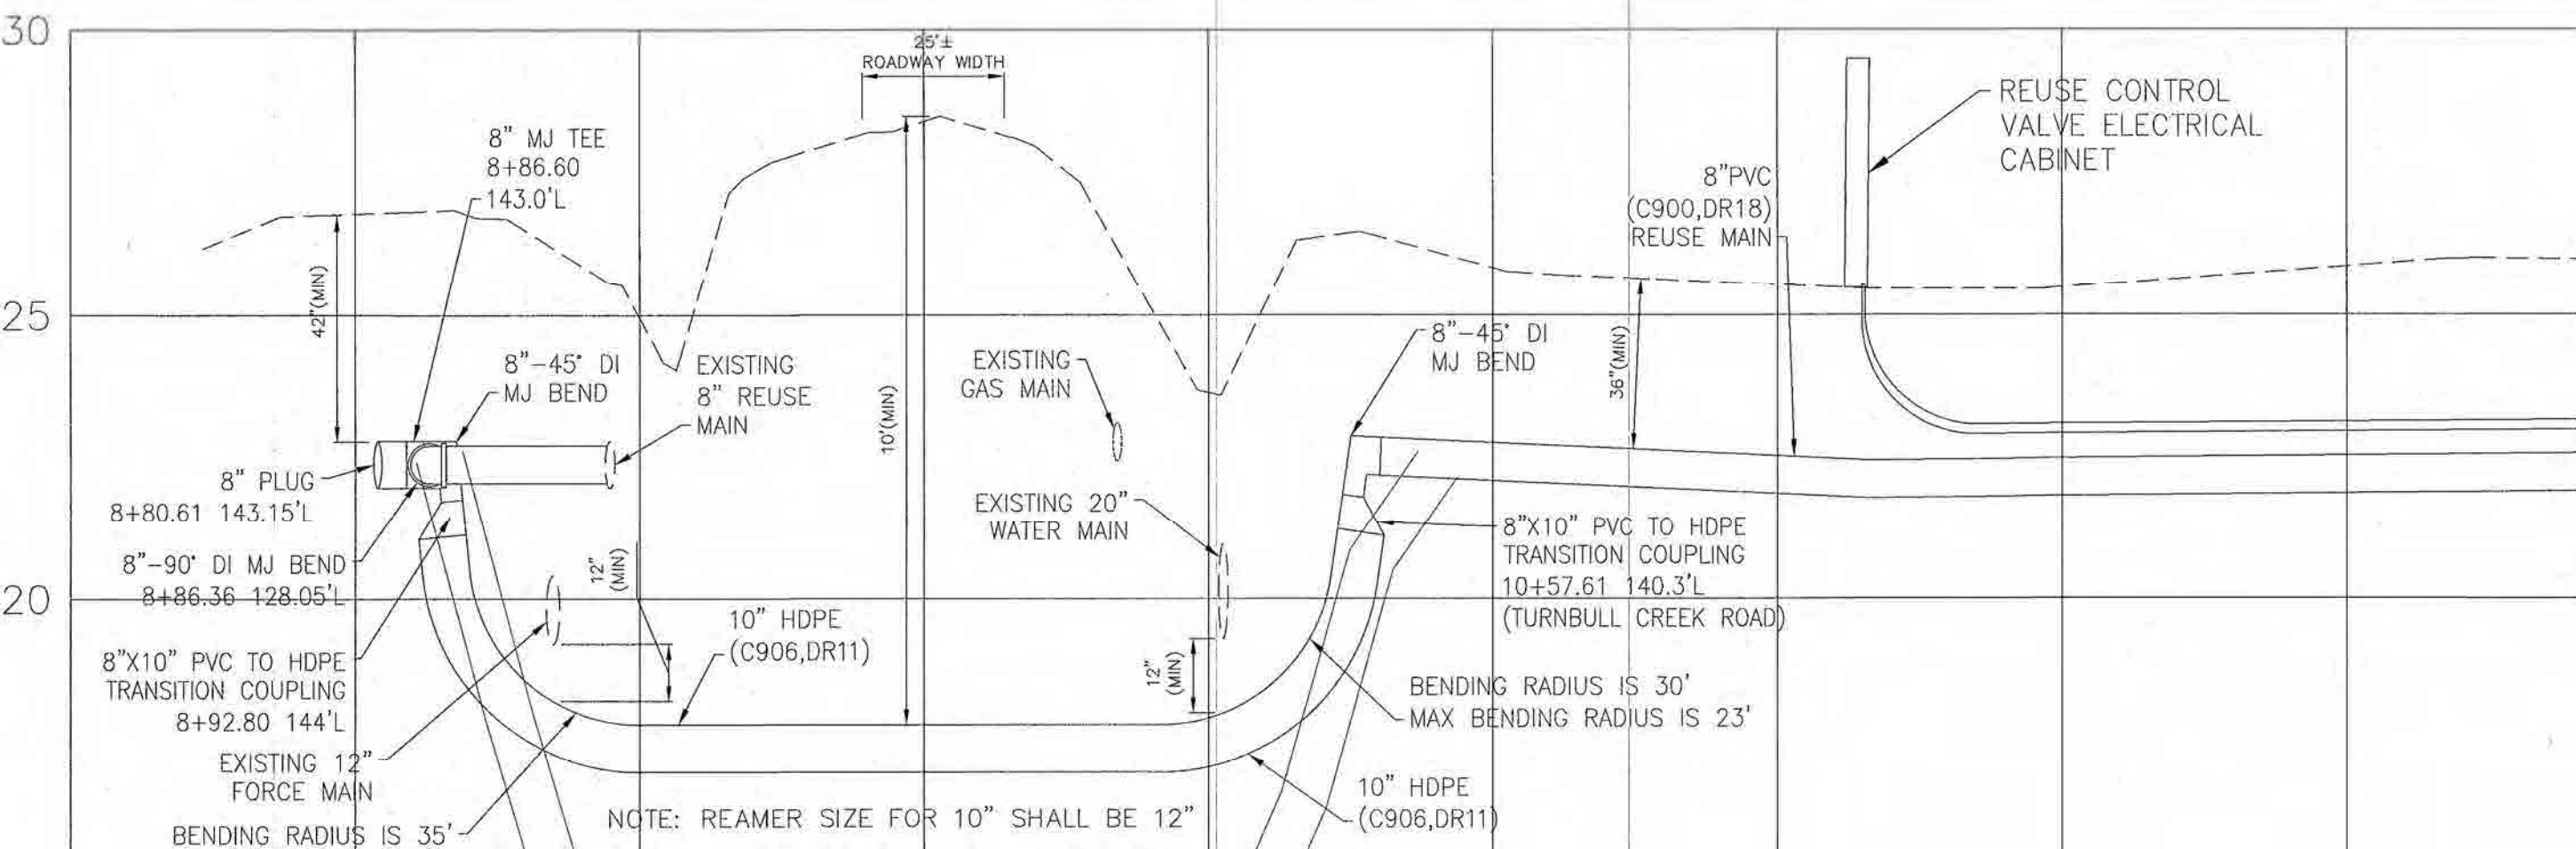 30
25
20
25'±
ROADWAY WIDTH
8" MJ TEE
8+86.60
143.0'L
42"(MIN)
8"-45° DI
MJ BEND
EXISTING
8" REUSE
MAIN
8" PLUG
8+80.61 143.15'L
8"-90° DI MJ BEND
8+86.36 128.05'L
8"X10" PVC TO HDPE
TRANSITION COUPLING
8+92.80 144'L
EXISTING 12"
FORCE MAIN
BENDING RADIUS IS 35'
12"
(MIN)
10" HDPE
(C906,DR11)
10'(MIN)
NOTE: REAMER SIZE FOR 10" SHALL BE 12"
EXISTING
GAS MAIN
EXISTING 20"
WATER MAIN
12"
(MIN)
8"-45° DI
MJ BEND
36"(MIN)
8"PVC
(C900,DR18)
REUSE MAIN
REUSE CONTROL
VALVE ELECTRICAL
CABINET
8"X10" PVC TO HDPE
TRANSITION COUPLING
10+57.61 140.3'L
(TURNBULL CREEK ROAD)
BENDING RADIUS IS 30'
MAX BENDING RADIUS IS 23'
10" HDPE
(C906,DR11)